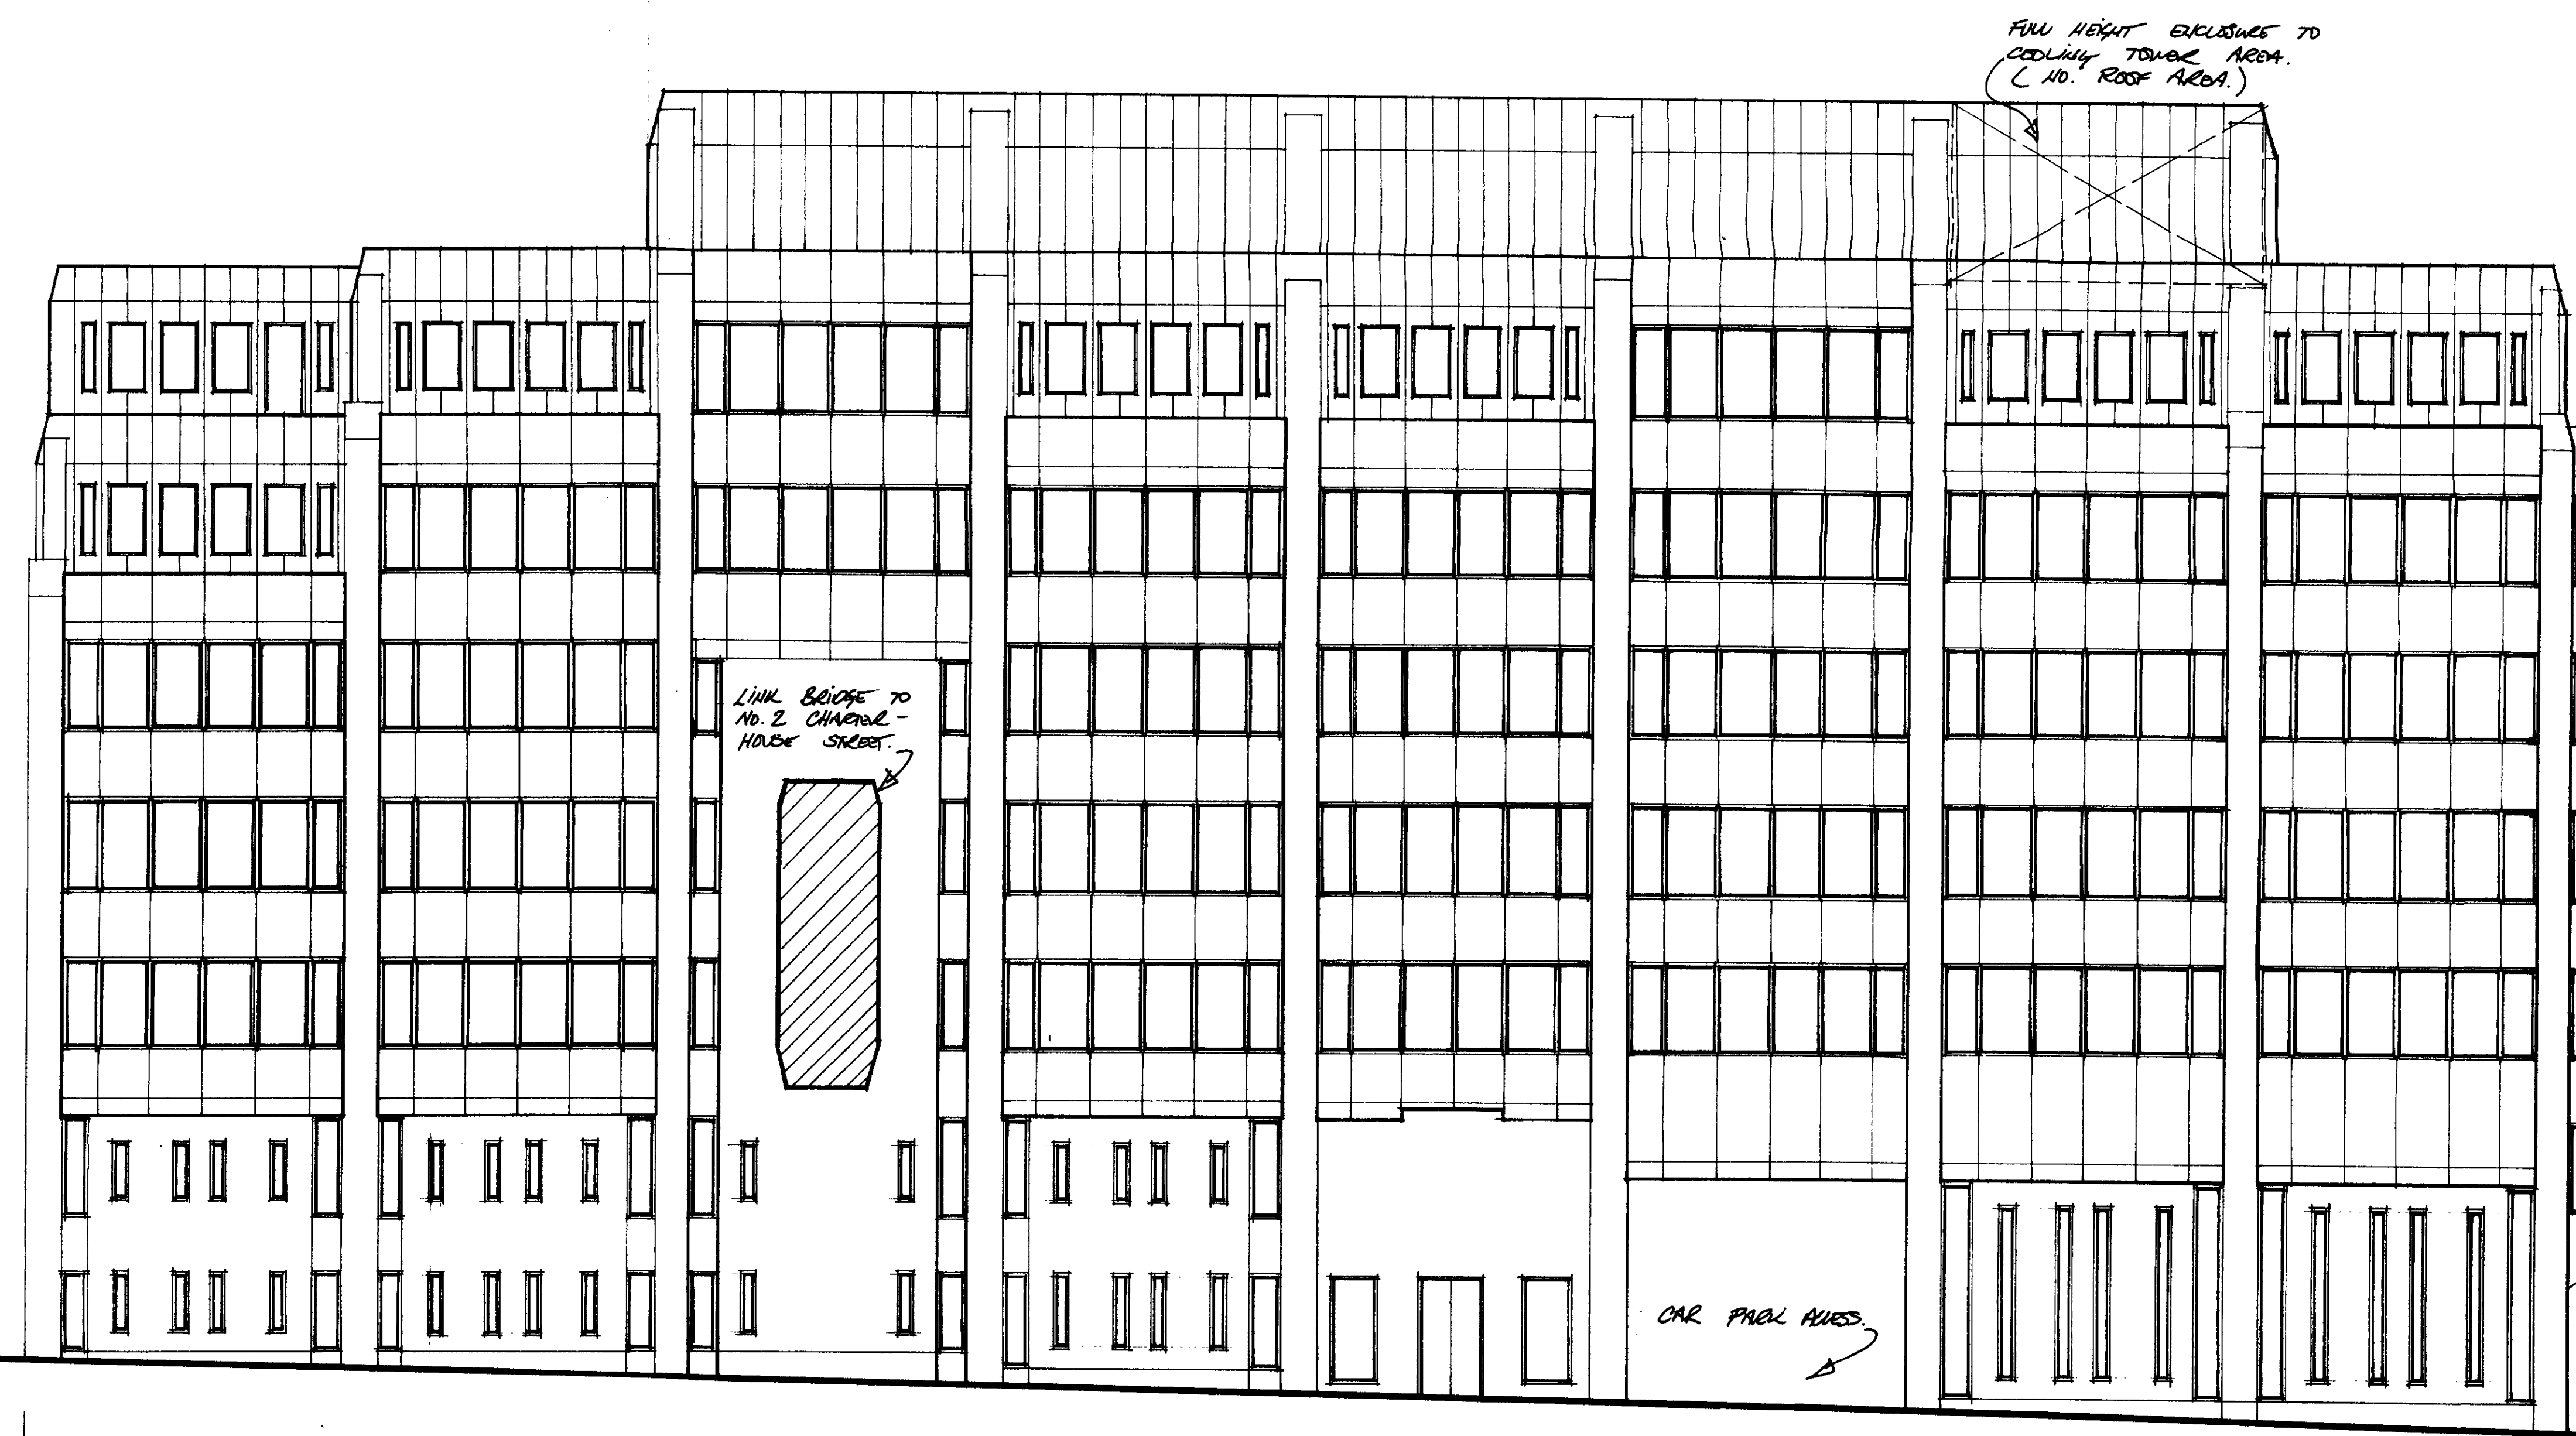 FULL HEIGHT ENCLOSURE TO
COOLING TOWER AREA.
( NO. ROOF AREA.)
LINK BRIDGE TO
NO. 2 CHARTER-
HOUSE STREET.
CAR PARK ACCESS.